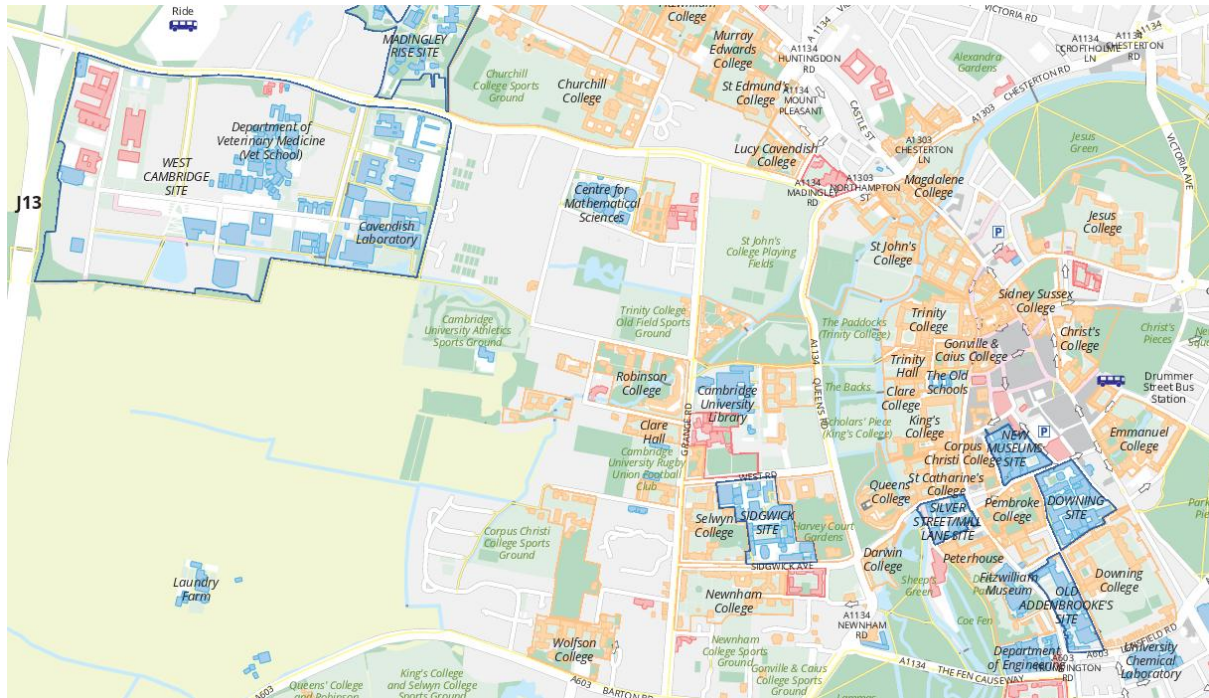 Ride
MADINGLEY
RISE SITE
Fitzwilliam
College
Murray
Edwards
College
A1134
HUNTINGDON
RD
A 1134
VICTORIA RD
A1134
CROFTHOLME
LN
A1134
CHESTERTON
RD
Alexandra
Gardens
CHESTERTON RD
A1303
Churchill
College Sports
Ground
Churchill
College
St Edmund's
College
A1134
MOUNT
PLEASANT
CASTLE ST
A1303
CHESTERTON
LN
Jesus
Green
VICTORIA AVE
Department of
Veterinary Medicine
(Vet School)
WEST
CAMBRIDGE
SITE
Lucy Cavendish
College
A1134
MADINGLEY
RD
A1303
NORTHAMPTON
ST
Magdalene
College
J13
Centre for
Mathematical
Sciences
Cavendish
Laboratory
St John's
College Playing
Fields
St John's
College
P
Jesus
College
Sidney Sussex
College
Cambridge
University Athletics
Sports Ground
Trinity College
Old Field Sports
Ground
The Paddocks
(Trinity College)
Trinity
College
Gonville &
Caius College
Christ's
College
Christ's
Pieces
A1134
QUEEN'S RD
Trinity
Hall
The Old
Schools
Robinson
College
Cambridge
University
Library
The Backs
Clare
College
Drummer
Street Bus
Station
GRANGE RD
Clare
Hall
Scholars' Piece
(King's College)
King's
College
Cambridge
University Rugby
Union Football
Club
Corpus
Christi College
NEW
MUSEUMS
SITE
P
Emmanuel
College
WEST RD
St Catharine's
College
Queens'
College
Selwyn
College
SIDGWICK
SITE
Harvey Court
Gardens
SILVER
STREET/MILL
LANE SITE
Pembroke
College
DOWNING
SITE
Corpus Christi
College Sports
Ground
SIDGWICK AVE
Darwin
College
Peterhouse
Laundry
Farm
Sheep's
Green
Fitzwilliam
Museum
Downing
College
Newnham
College
OLD
ADDENBROOKE'S
SITE
Coe Fen
A1134
NEWNHAM
RD
Wolfson
College
Newnham
College Sports
Ground
Department
of Engineering
A603
TRUMPINGTON
RD
A603
LENSFIELD RD
University
Chemical
Laboratory
A1134
THE FEN CAUSEWAY
Gonville & Caius
College Sports
Ground
King's College
and Selwyn College
Sports Ground
Queens' College
and Robinson
A603
A603
BARTON RD